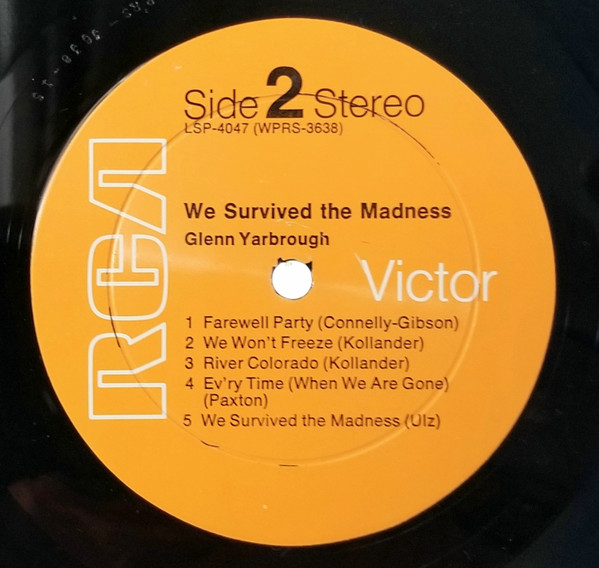 Side 2 Stereo
LSP-4047 (WPRS-3638)
RCA
We Survived the Madness
Glenn Yarbrough
Victor
1 Farewell Party (Connelly-Gibson)
2 We Won't Freeze (Kollander)
3 River Colorado (Kollander)
4 Ev'ry Time (When We Are Gone)
(Paxton)
5 We Survived the Madness (Ulz)